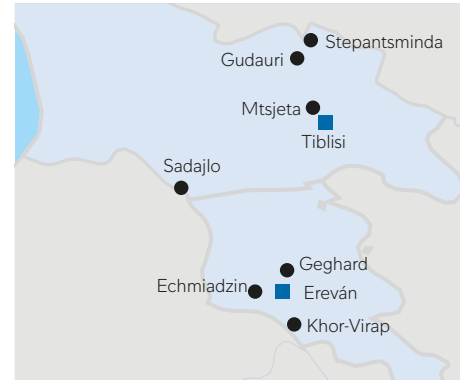 Stepantsminda
Gudauri
Mtsjeta
Tiblisi
Sadajlo
Geghard
Echmiadzin
Ereván
Khor-Virap